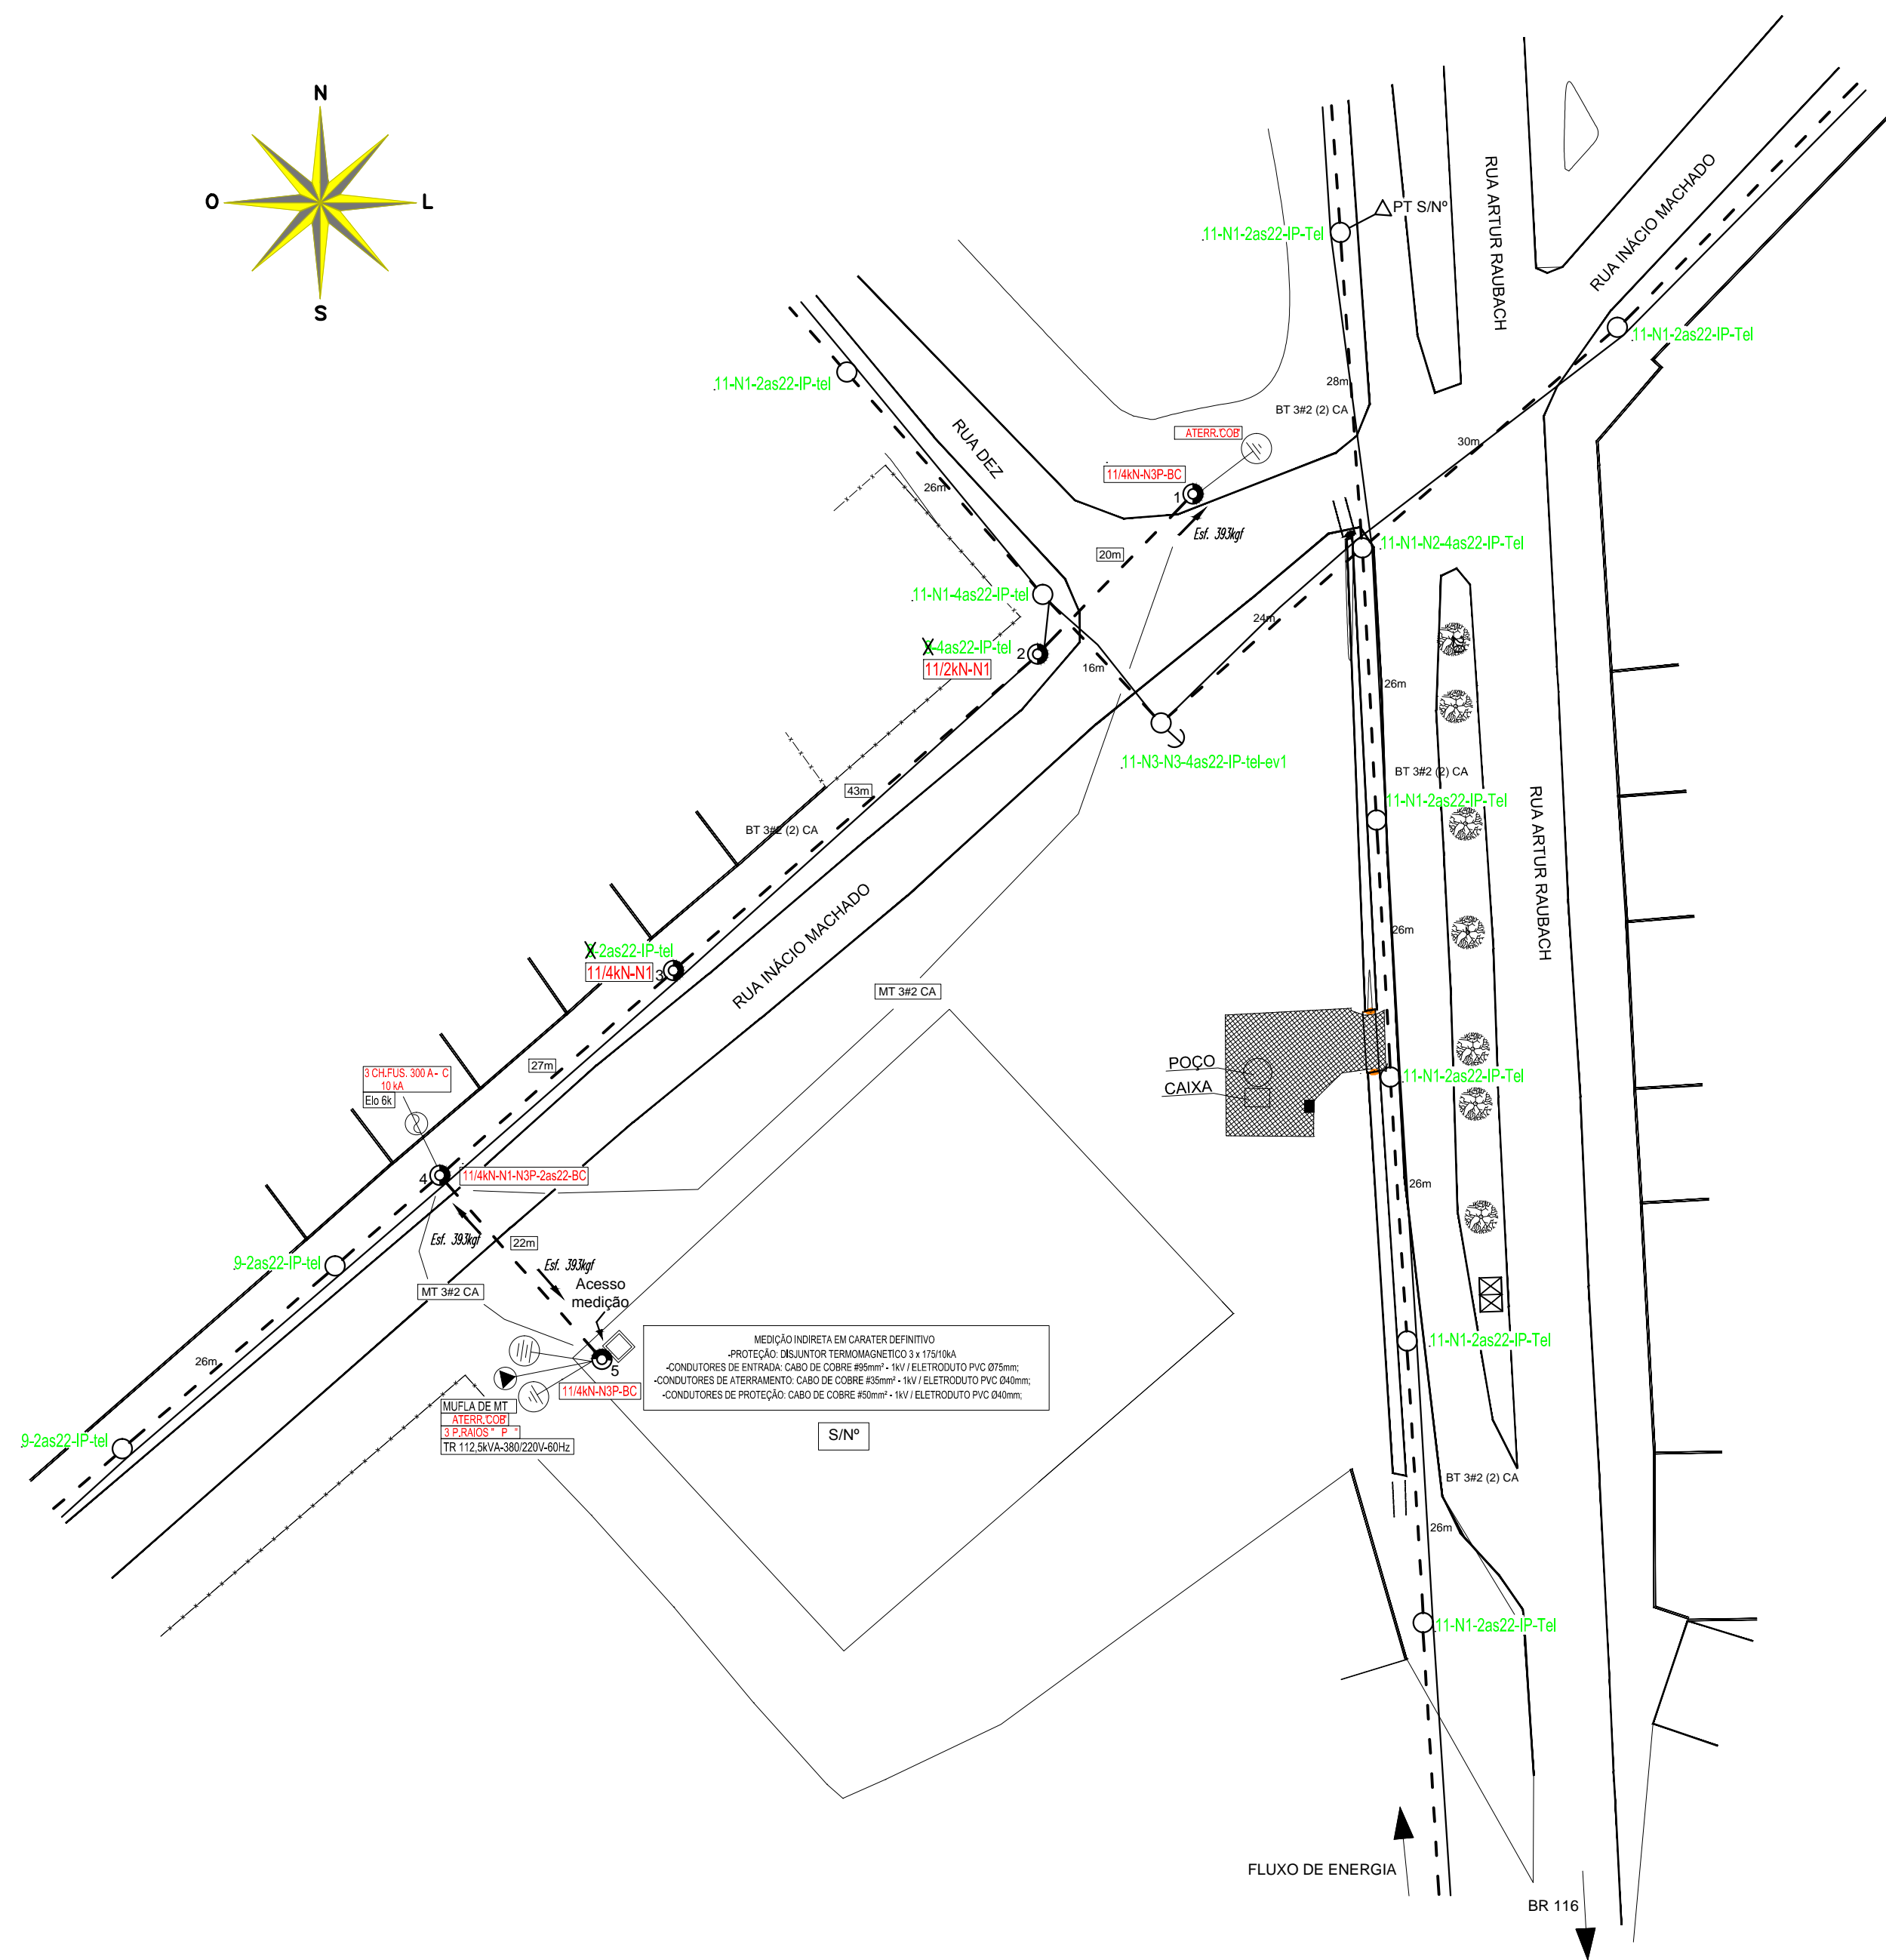 N
O
L
S
PT S/Nº
11-N1-2as22-IP-Tel
RUA ARTUR RAUBACH
RUA INÁCIO MACHADO
11-N1-2as22-IP-Tel
11-N1-2as22-IP-tel
28m
BT 3#2 (2) CA
RUA DEZ
ATERR.'COB'
30m
11/4kN-N3P-BC
1
26m
Esf. 393kgf
11-N1-N2-4as22-IP-Tel
20m
11-N1-4as22-IP-tel
24m
-4as22-IP-tel
2
11/2kN-N1
16m
26m
11-N3-N3-4as22-IP-tel-ev1
BT 3#2 (2) CA
43m
11-N1-2as22-IP-Tel
BT 3#2 (2) CA
RUA ARTUR RAUBACH
RUA INÁCIO MACHADO
26m
-2as22-IP-tel
11/4kN-N1
3
MT 3#2 CA
27m
POÇO
3 CH.FUS. 300 A - C
10 kA
Elo 6k
11-N1-2as22-IP-Tel
CAIXA
4
11/4kN-N1-N3P-2as22-BC
26m
Esf. 393kgf
22m
9-2as22-IP-tel
Esf. 393kgf
Acesso
medição
MT 3#2 CA
MEDIÇÃO INDIRETA EM CARATER DEFINITIVO
-PROTEÇÃO: DISJUNTOR TERMOMAGNETICO 3 x 175/10kA
-CONDUTORES DE ENTRADA: CABO DE COBRE #95mm² - 1kV / ELETRODUTO PVC Ø75mm;
-CONDUTORES DE ATERRAMENTO: CABO DE COBRE #35mm² - 1kV / ELETRODUTO PVC Ø40mm;
-CONDUTORES DE PROTEÇÃO: CABO DE COBRE #50mm² - 1kV / ELETRODUTO PVC Ø40mm;
11-N1-2as22-IP-Tel
26m
5
11/4kN-N3P-BC
MUFLA DE MT
ATERR.'COB'
3 P.RAIOS " P "
TR 112,5kVA-380/220V-60Hz
S/Nº
9-2as22-IP-tel
BT 3#2 (2) CA
26m
11-N1-2as22-IP-Tel
FLUXO DE ENERGIA
BR 116